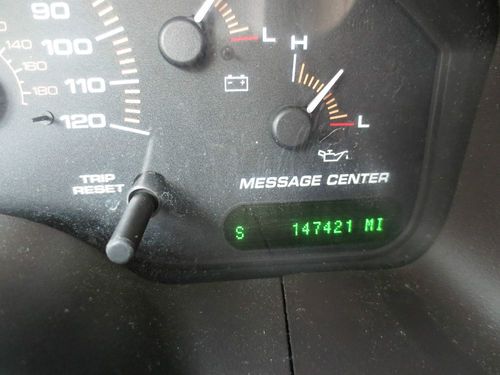 90
100
110
120
140
160
180
L
H
L
TRIP
RESET
MESSAGE CENTER
S 147421 MI